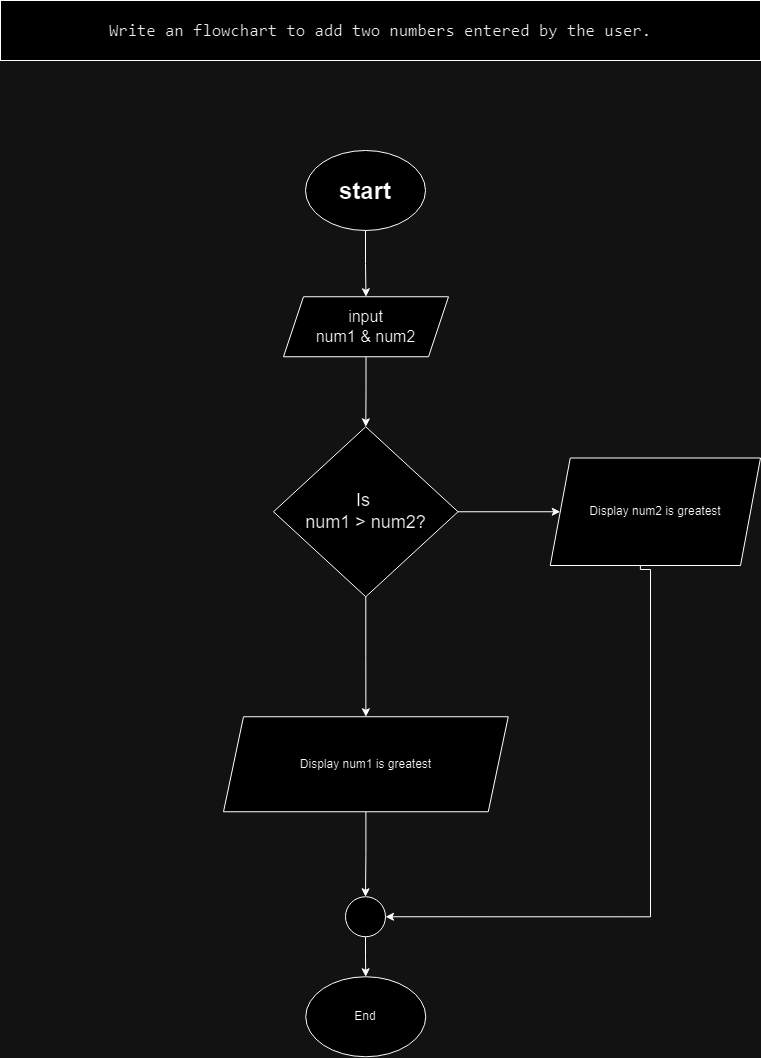 Write an flowchart to add two numbers entered by the user.
start
input
num1 & num2
Is
num1 > num2?
Display num2 is greatest
Display num1 is greatest
End